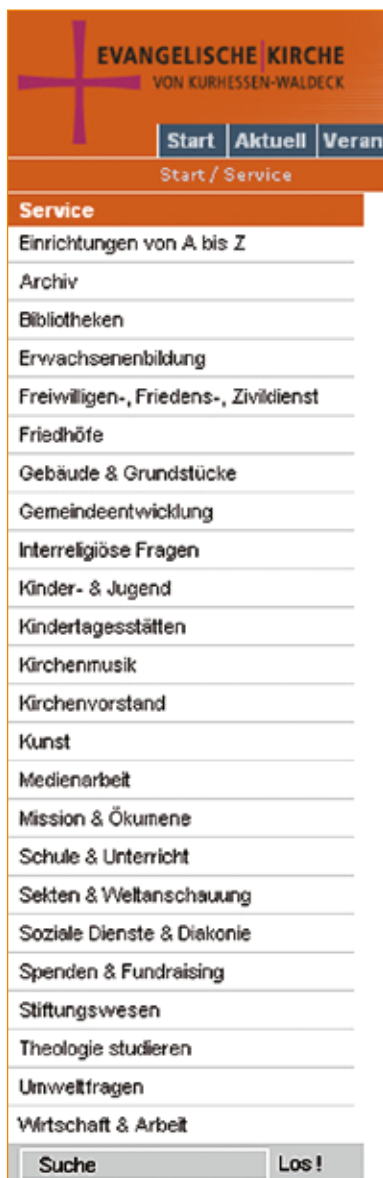 EVANGELISCHE KIRCHE
VON KURHESSEN-WALDECK
Start Aktuell Veran
Start / Service
Service
Einrichtungen von A bis Z
Archiv
Bibliotheken
Erwachsenenbildung
Freiwilligen-, Friedens-, Zivildienst
Friedhöfe
Gebäude & Grundstücke
Gemeindeentwicklung
Interreligiöse Fragen
Kinder- & Jugend
Kindertagesstätten
Kirchenmusik
Kirchenvorstand
Kunst
Medienarbeit
Mission & Ökumene
Schule & Unterricht
Sekten & Weltanschauung
Soziale Dienste & Diakonie
Spenden & Fundraising
Stiftungswesen
Theologie studieren
Umweltfragen
Wirtschaft & Arbeit
Suche Los !